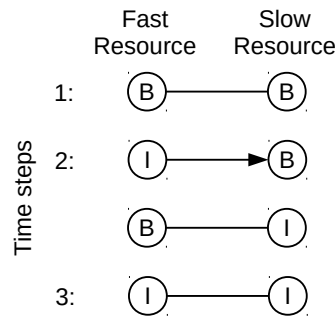 Fast Resource
Slow Resource
1: B B
Time steps
2: I B
B I
3: I I